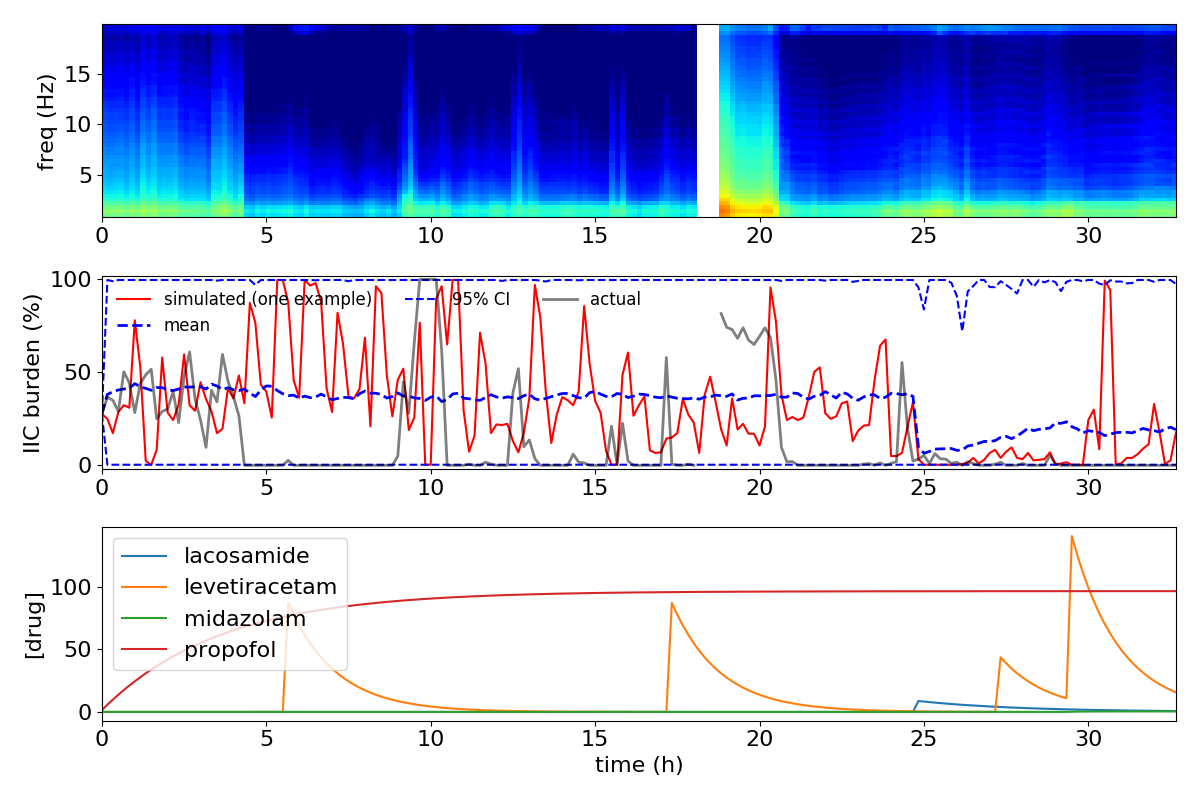 freq (Hz)
15
10
5
0 5 10 15 20 25 30
IIC burden (%)
100
50
0
simulated (one example) 95% CI actual
mean
0 5 10 15 20 25 30
[drug]
100
50
0
lacosamide
levetiracetam
midazolam
propofol
0 5 10 15 20 25 30
time (h)